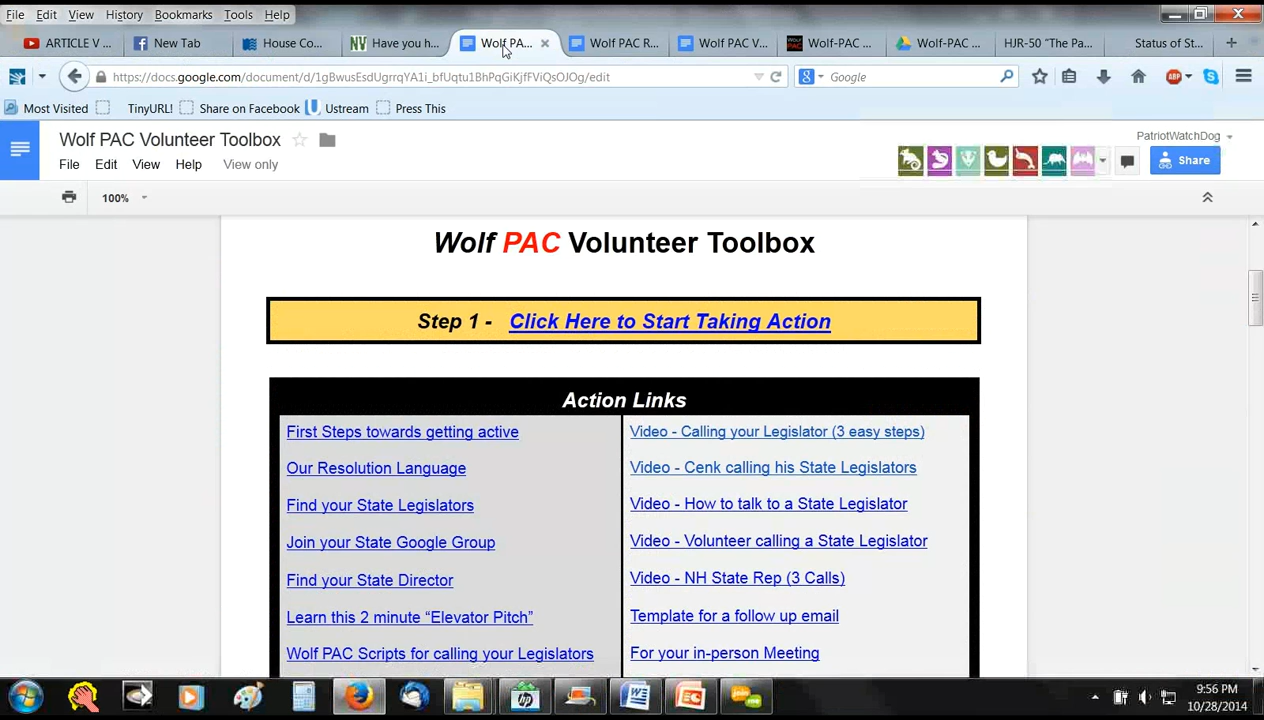 File Edit View History Bookmarks Tools Help
ARTICLE V ... New Tab House Co... Have you h... Wolf PA... Wolf PAC R... Wolf PAC V... Wolf-PAC ... Wolf-PAC ... HJR-50 "The Pa... Status of St...
https://docs.google.com/document/d/1gBwusEsdUgrrqYA1i_bfUqtu1BhPqGiKjfFViQsOJOg/edit Google
Most Visited TinyURL! Share on Facebook Ustream Press This
Wolf PAC Volunteer Toolbox PatriotWatchDog
File Edit View Help View only Share
100%
Wolf PAC Volunteer Toolbox
Step 1 - Click Here to Start Taking Action
Action Links
First Steps towards getting active
Our Resolution Language
Find your State Legislators
Join your State Google Group
Find your State Director
Learn this 2 minute “Elevator Pitch”
Wolf PAC Scripts for calling your Legislators
Video - Calling your Legislator (3 easy steps)
Video - Cenk calling his State Legislators
Video - How to talk to a State Legislator
Video - Volunteer calling a State Legislator
Video - NH State Rep (3 Calls)
Template for a follow up email
For your in-person Meeting
9:56 PM
10/28/2014